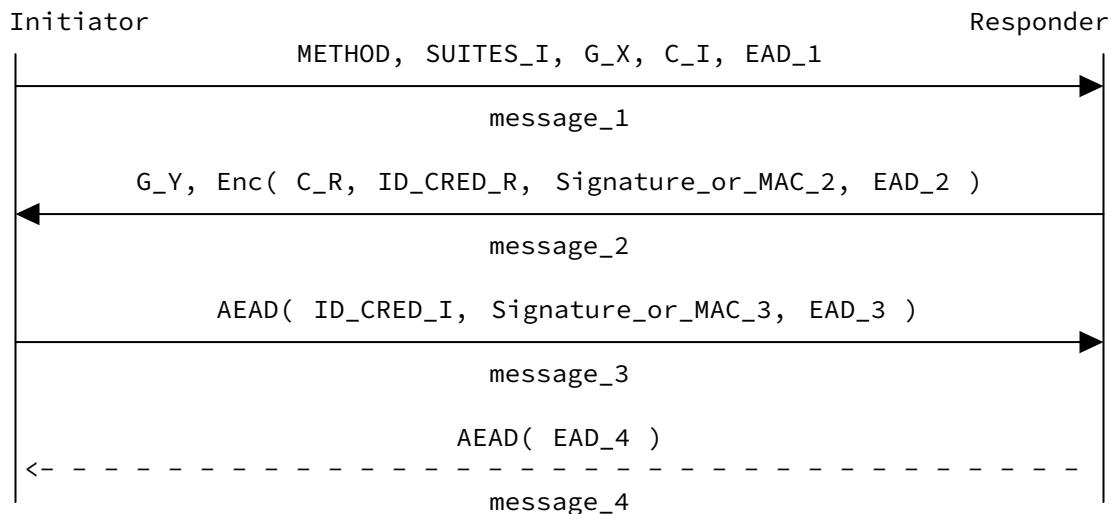 Initiator Responder
METHOD, SUITES_I, G_X, C_I, EAD_1
message_1
G_Y, Enc( C_R, ID_CRED_R, Signature_or_MAC_2, EAD_2 )
message_2
AEAD( ID_CRED_I, Signature_or_MAC_3, EAD_3 )
message_3
AEAD( EAD_4 )
message_4